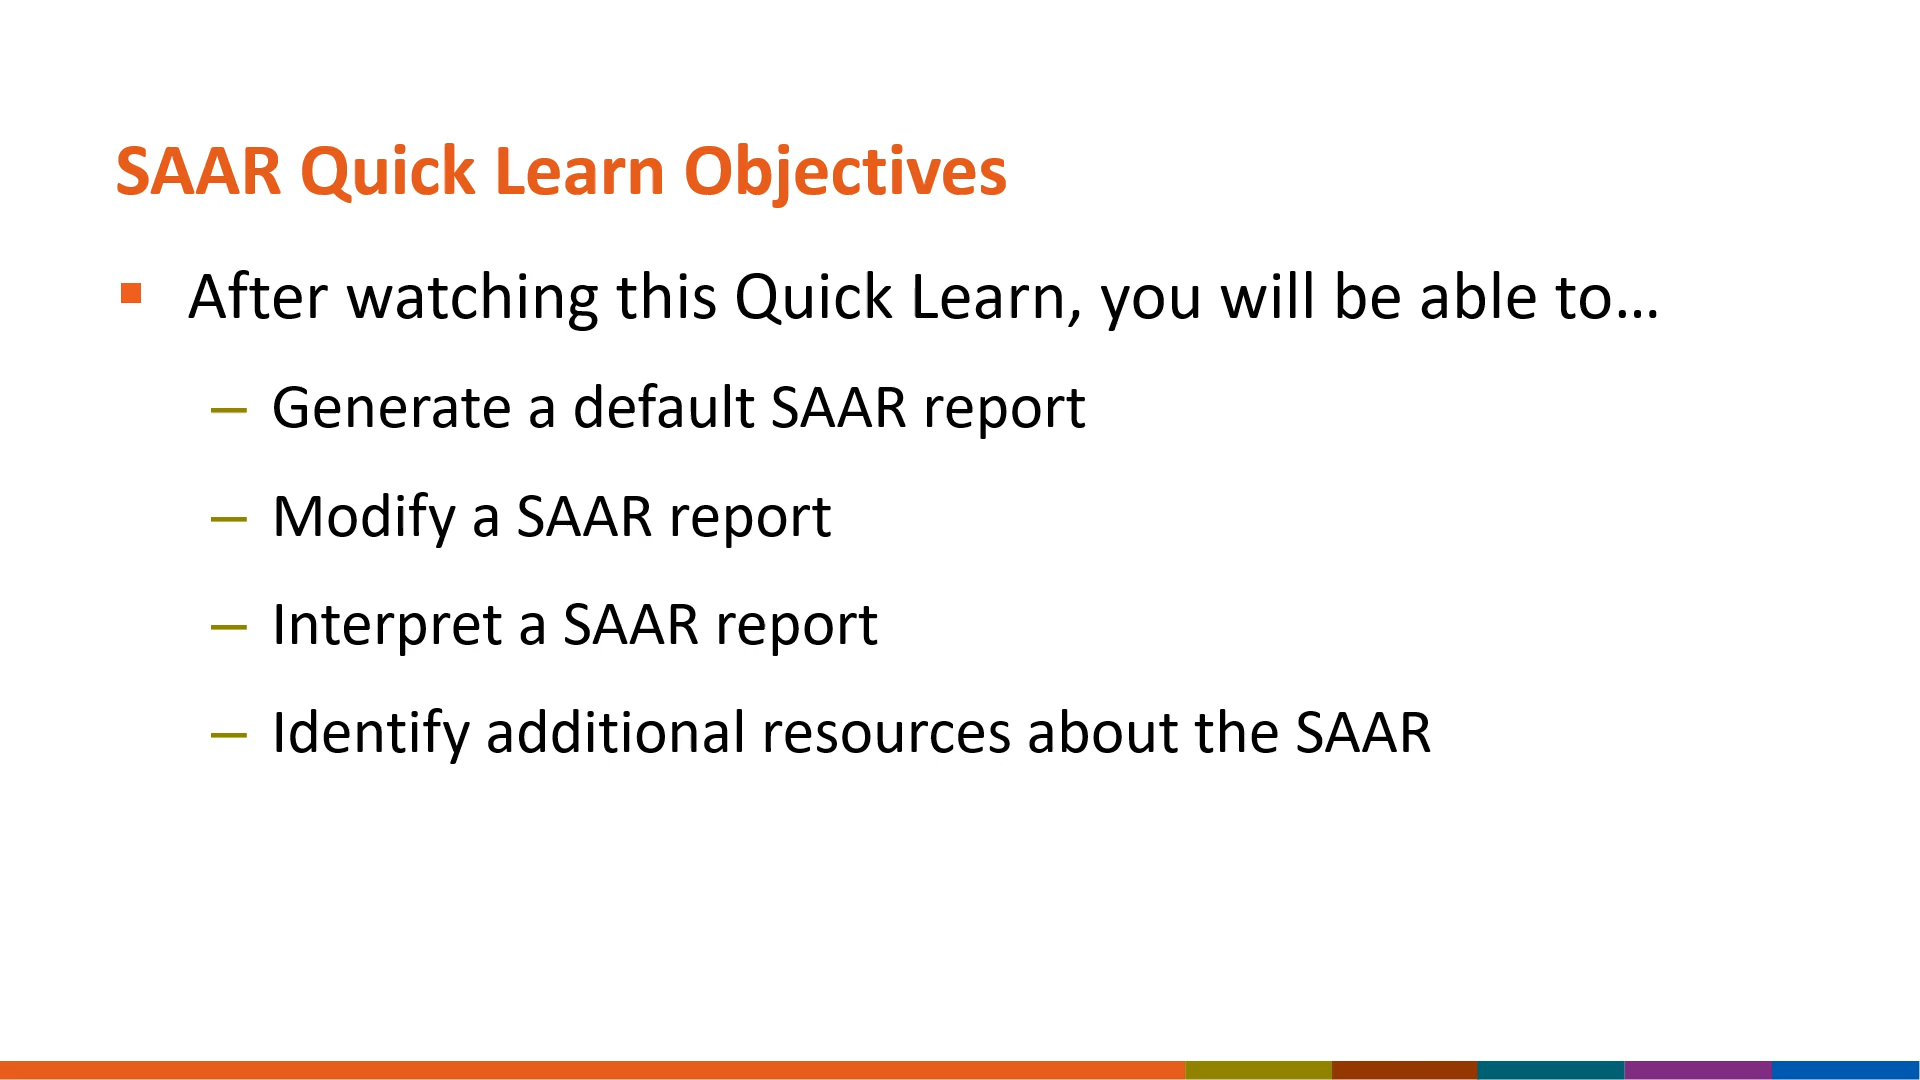 SAAR Quick Learn Objectives
▪ After watching this Quick Learn, you will be able to…
– Generate a default SAAR report
– Modify a SAAR report
– Interpret a SAAR report
– Identify additional resources about the SAAR